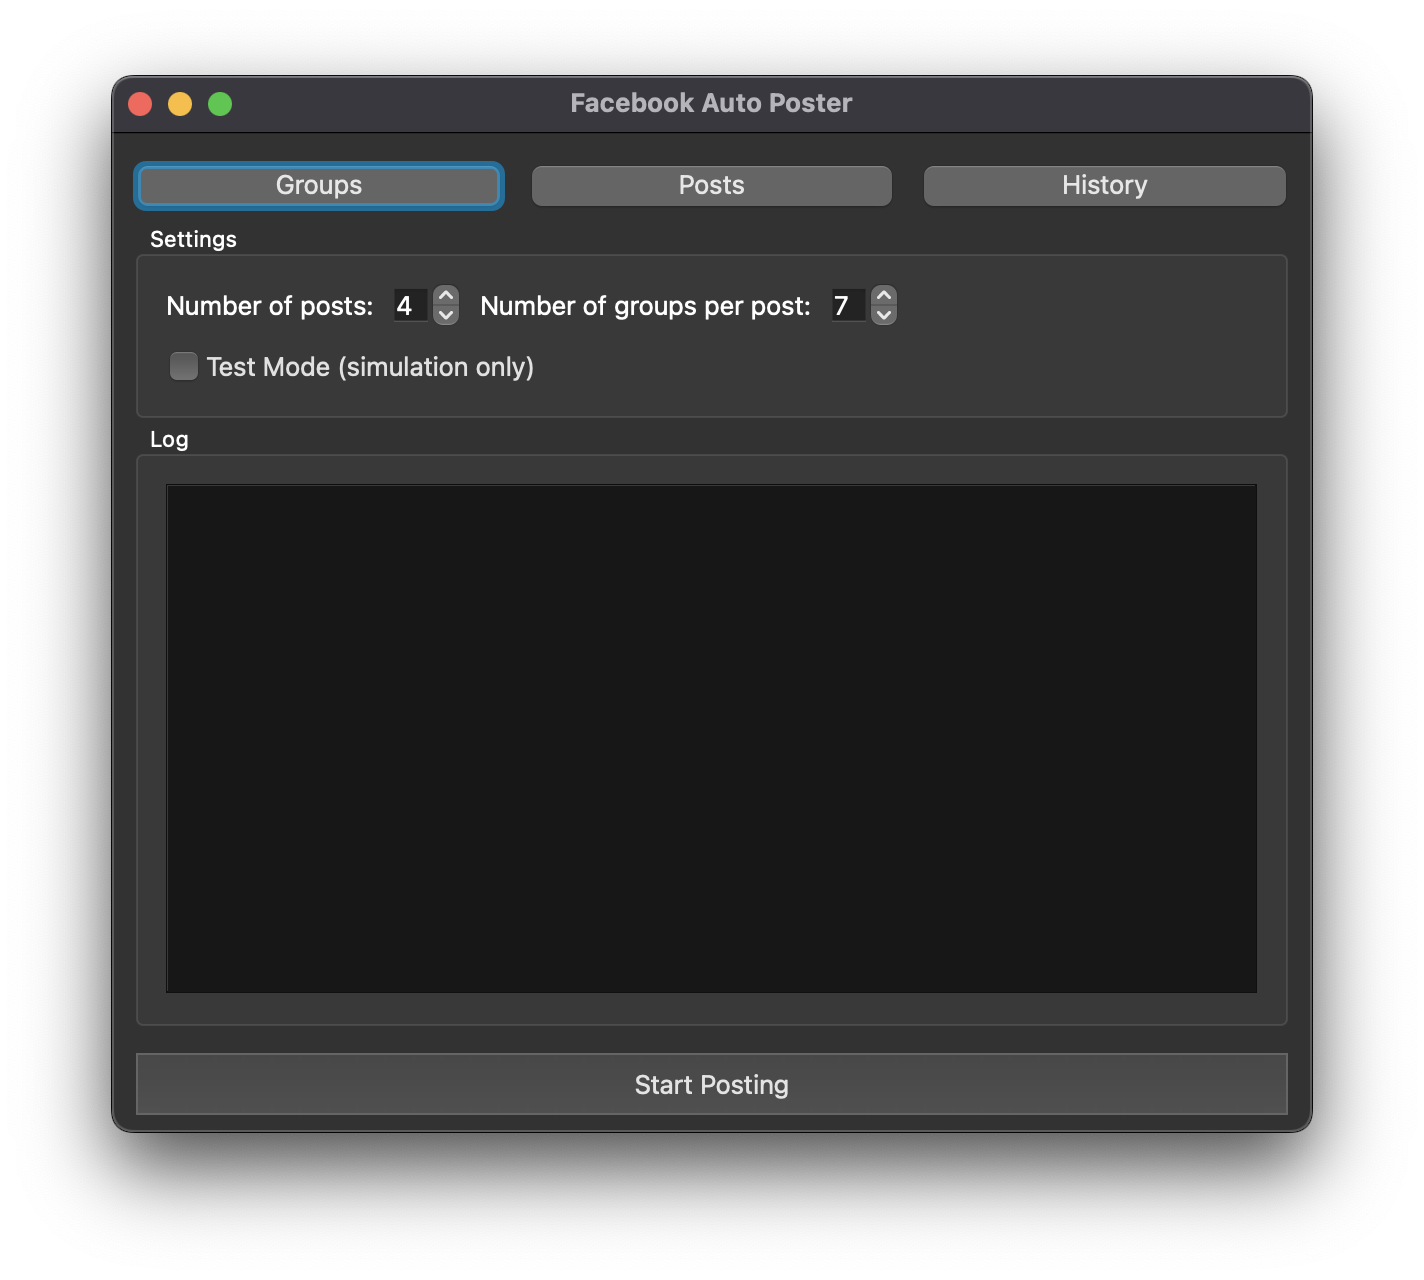 Facebook Auto Poster
Groups Posts History
Settings
Number of posts: 4 Number of groups per post: 7
Test Mode (simulation only)
Log
Start Posting